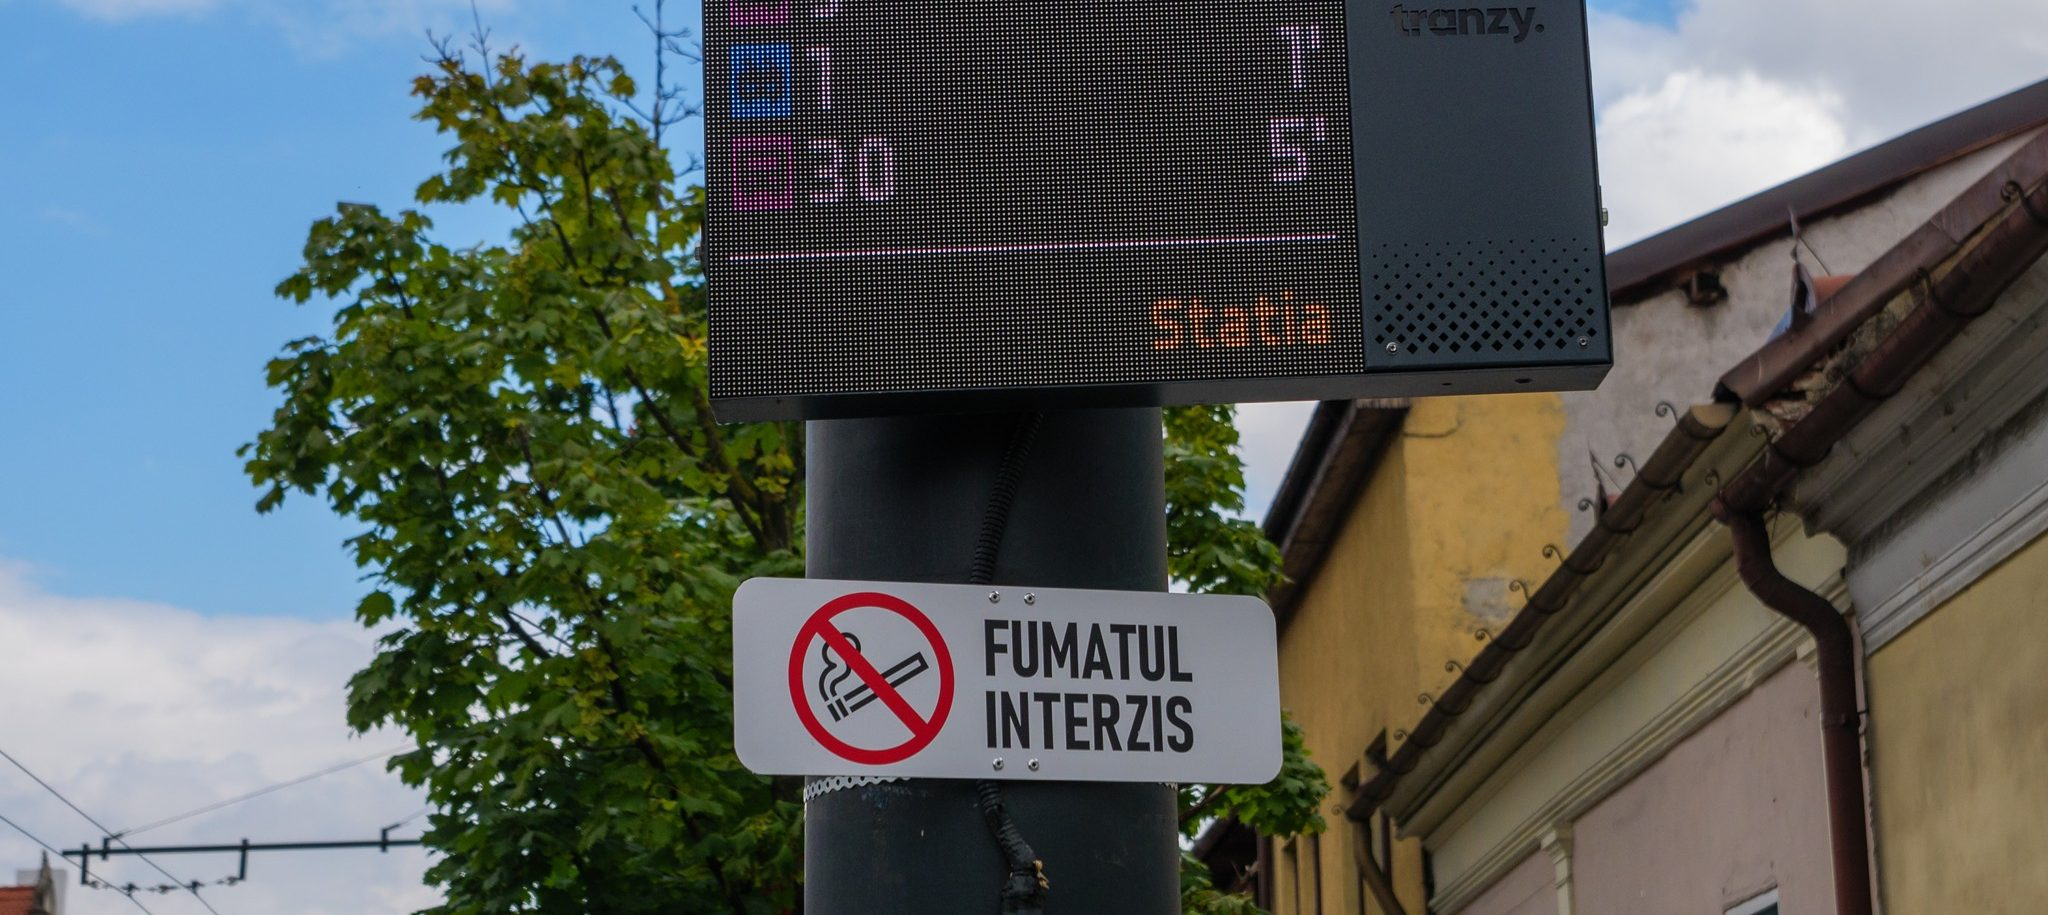 tranzy.
1 1'
30 5'
Statia
FUMATUL
INTERZIS